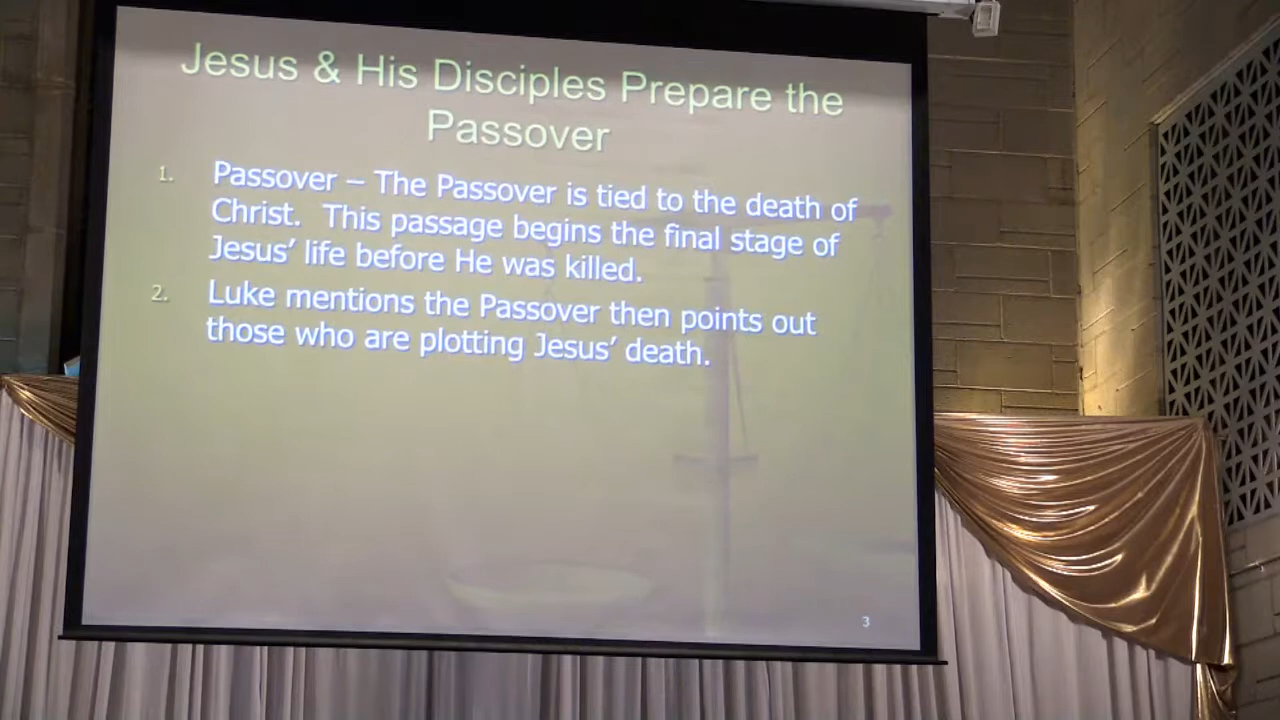 Jesus & His Disciples Prepare the
Passover
1. Passover – The Passover is tied to the death of
Christ.  This passage begins the final stage of
Jesus’ life before He was killed.
2. Luke mentions the Passover then points out
those who are plotting Jesus’ death.
3